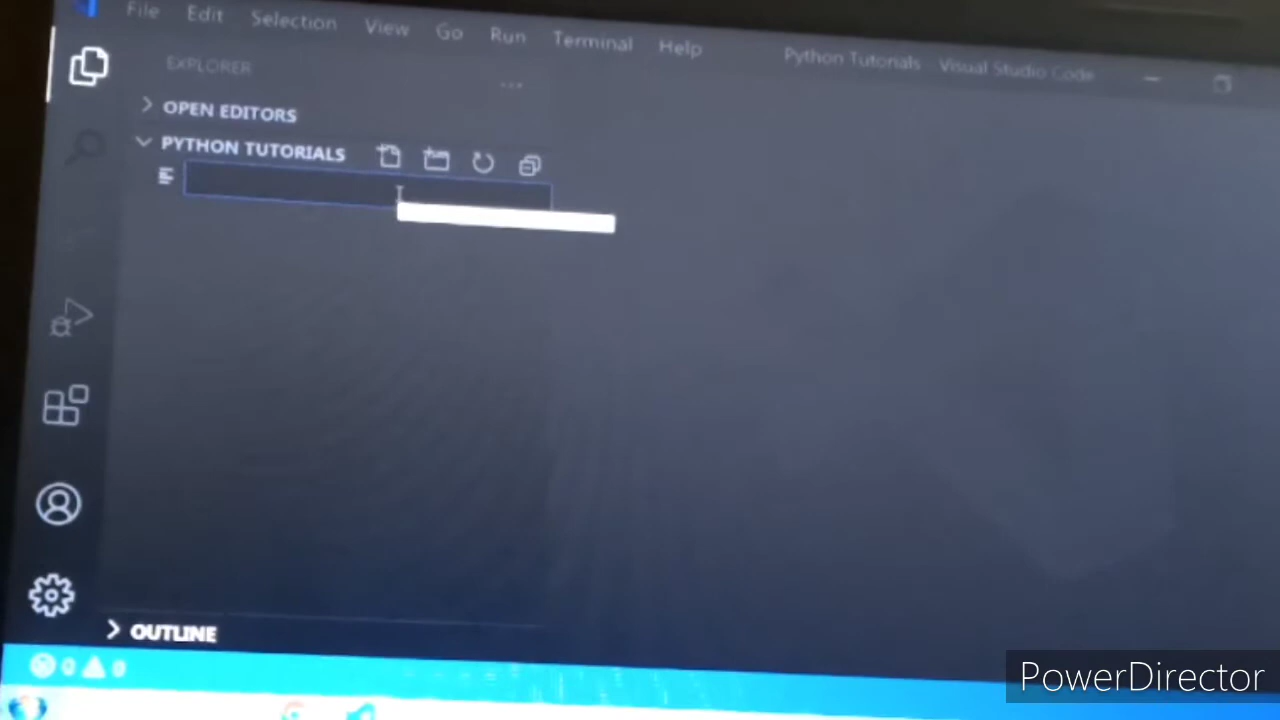 File Edit Selection View Go Run Terminal Help Python Tutorials Visual Studio Code
EXPLORER
OPEN EDITORS
PYTHON TUTORIALS
OUTLINE
0 0
PowerDirector